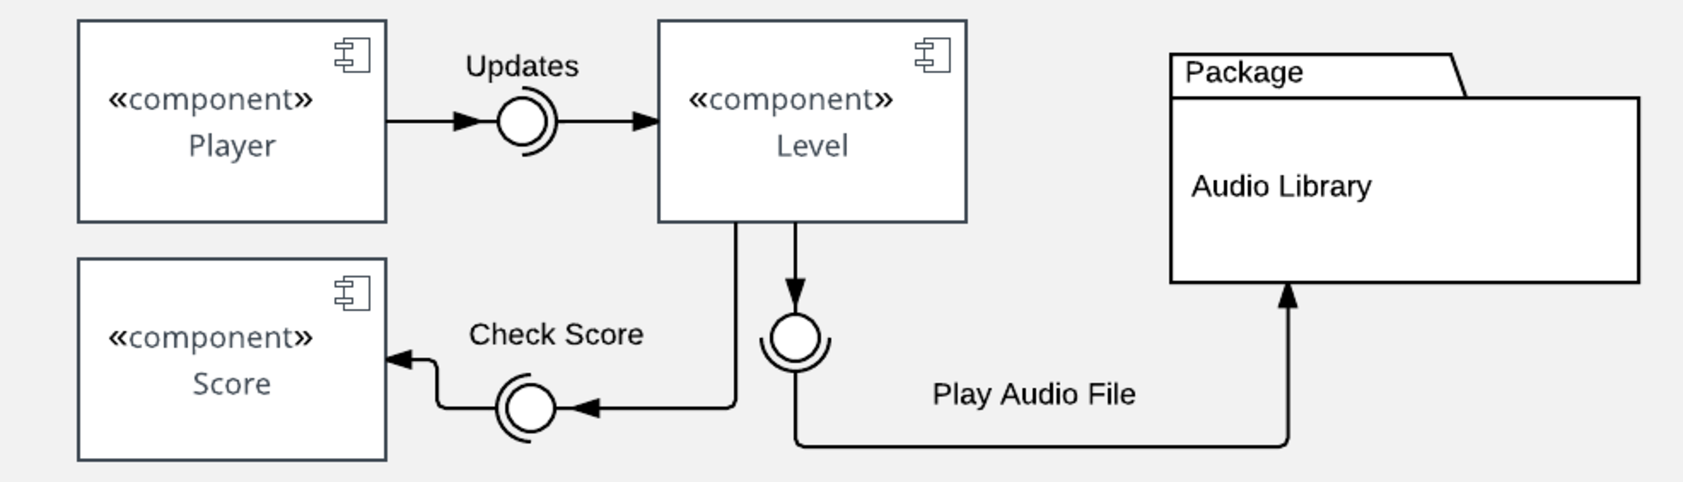 «component»
Player
Updates
«component»
Level
Package
Audio Library
«component»
Score
Check Score
Play Audio File